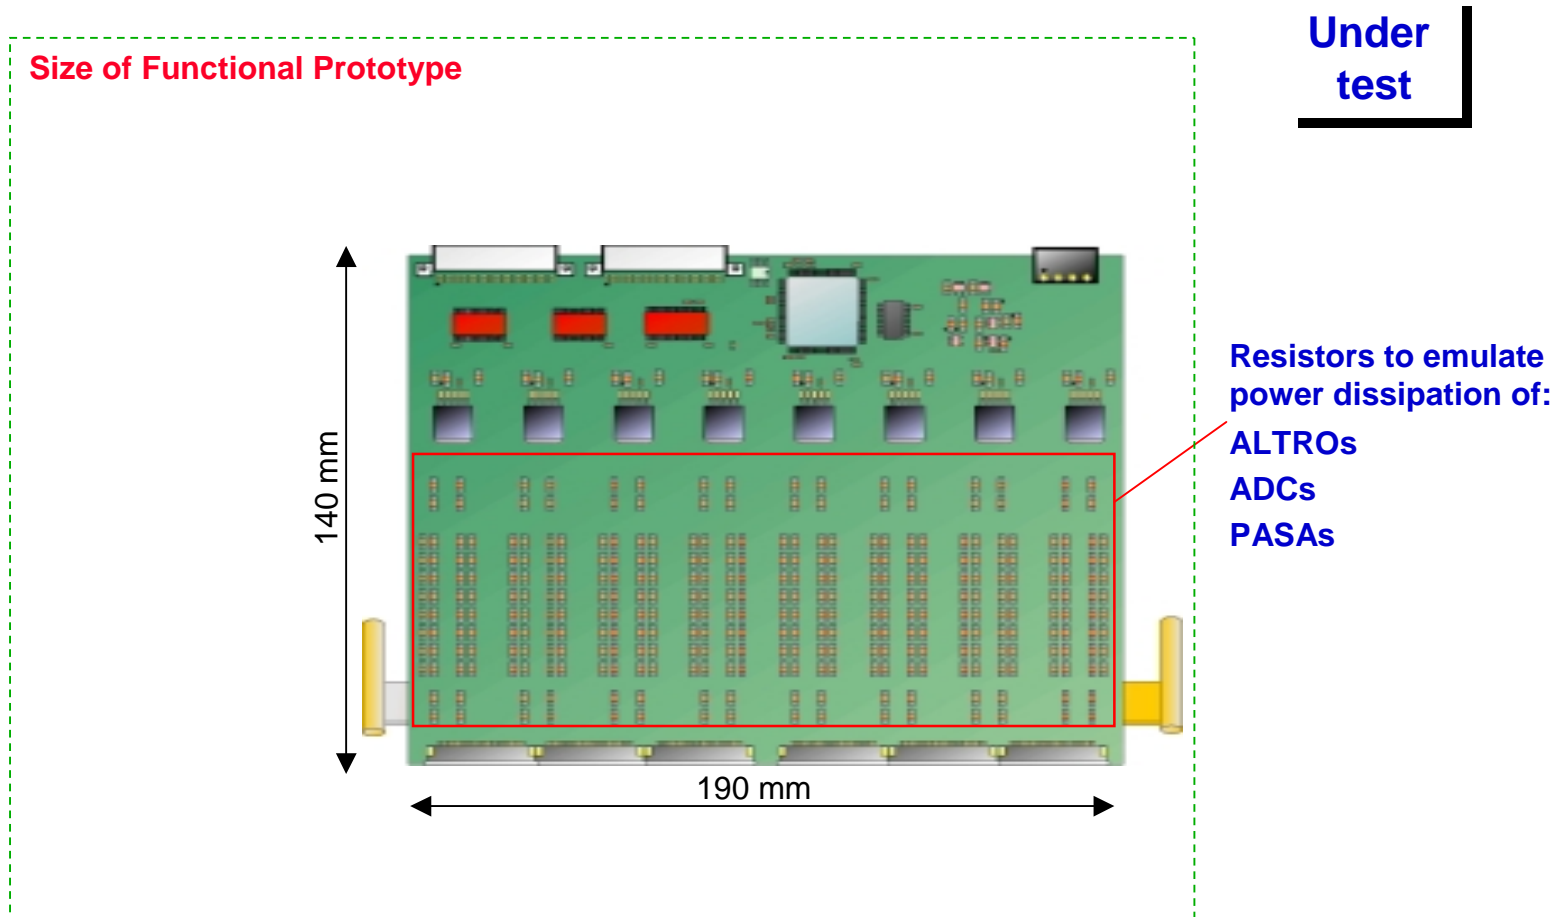 Under
test
Size of Functional Prototype
140 mm
190 mm
Resistors to emulate
power dissipation of:
ALTROs
ADCs
PASAs